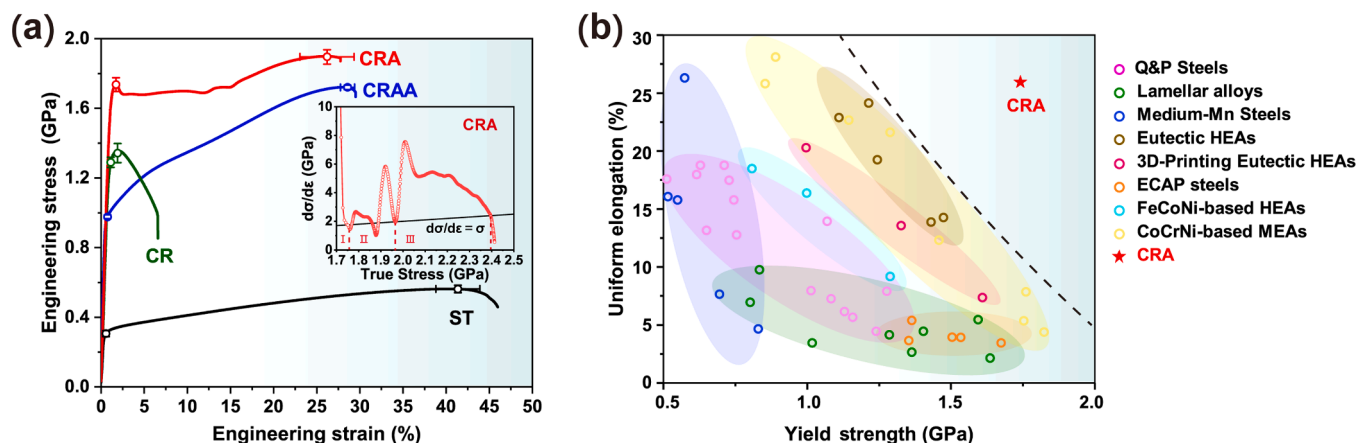 (a)
Engineering stress (GPa)
2.0
1.6
1.2
0.8
0.4
0.0
0 5 10 15 20 25 30 35 40 45 50
Engineering strain (%)
CRA
CRAA
CR
ST
dσ/dε (GPa)
10
8
6
4
2
0
CRA
I II III
dσ/dε = σ
1.7 1.8 1.9 2.0 2.1 2.2 2.3 2.4 2.5
True Stress (GPa)
(b)
Uniform elongation (%)
30
25
20
15
10
5
0
0.5 1.0 1.5 2.0
Yield strength (GPa)
CRA
Q&P Steels
Lamellar alloys
Medium-Mn Steels
Eutectic HEAs
3D-Printing Eutectic HEAs
ECAP steels
FeCoNi-based HEAs
CoCrNi-based MEAs
CRA